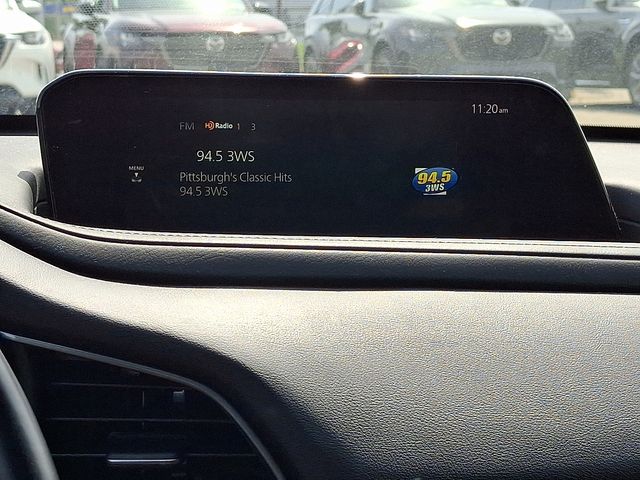 11:20am
FM HD Radio 1 3
94.5 3WS
MENU
Pittsburgh's Classic Hits
94.5 3WS
94.5
3WS